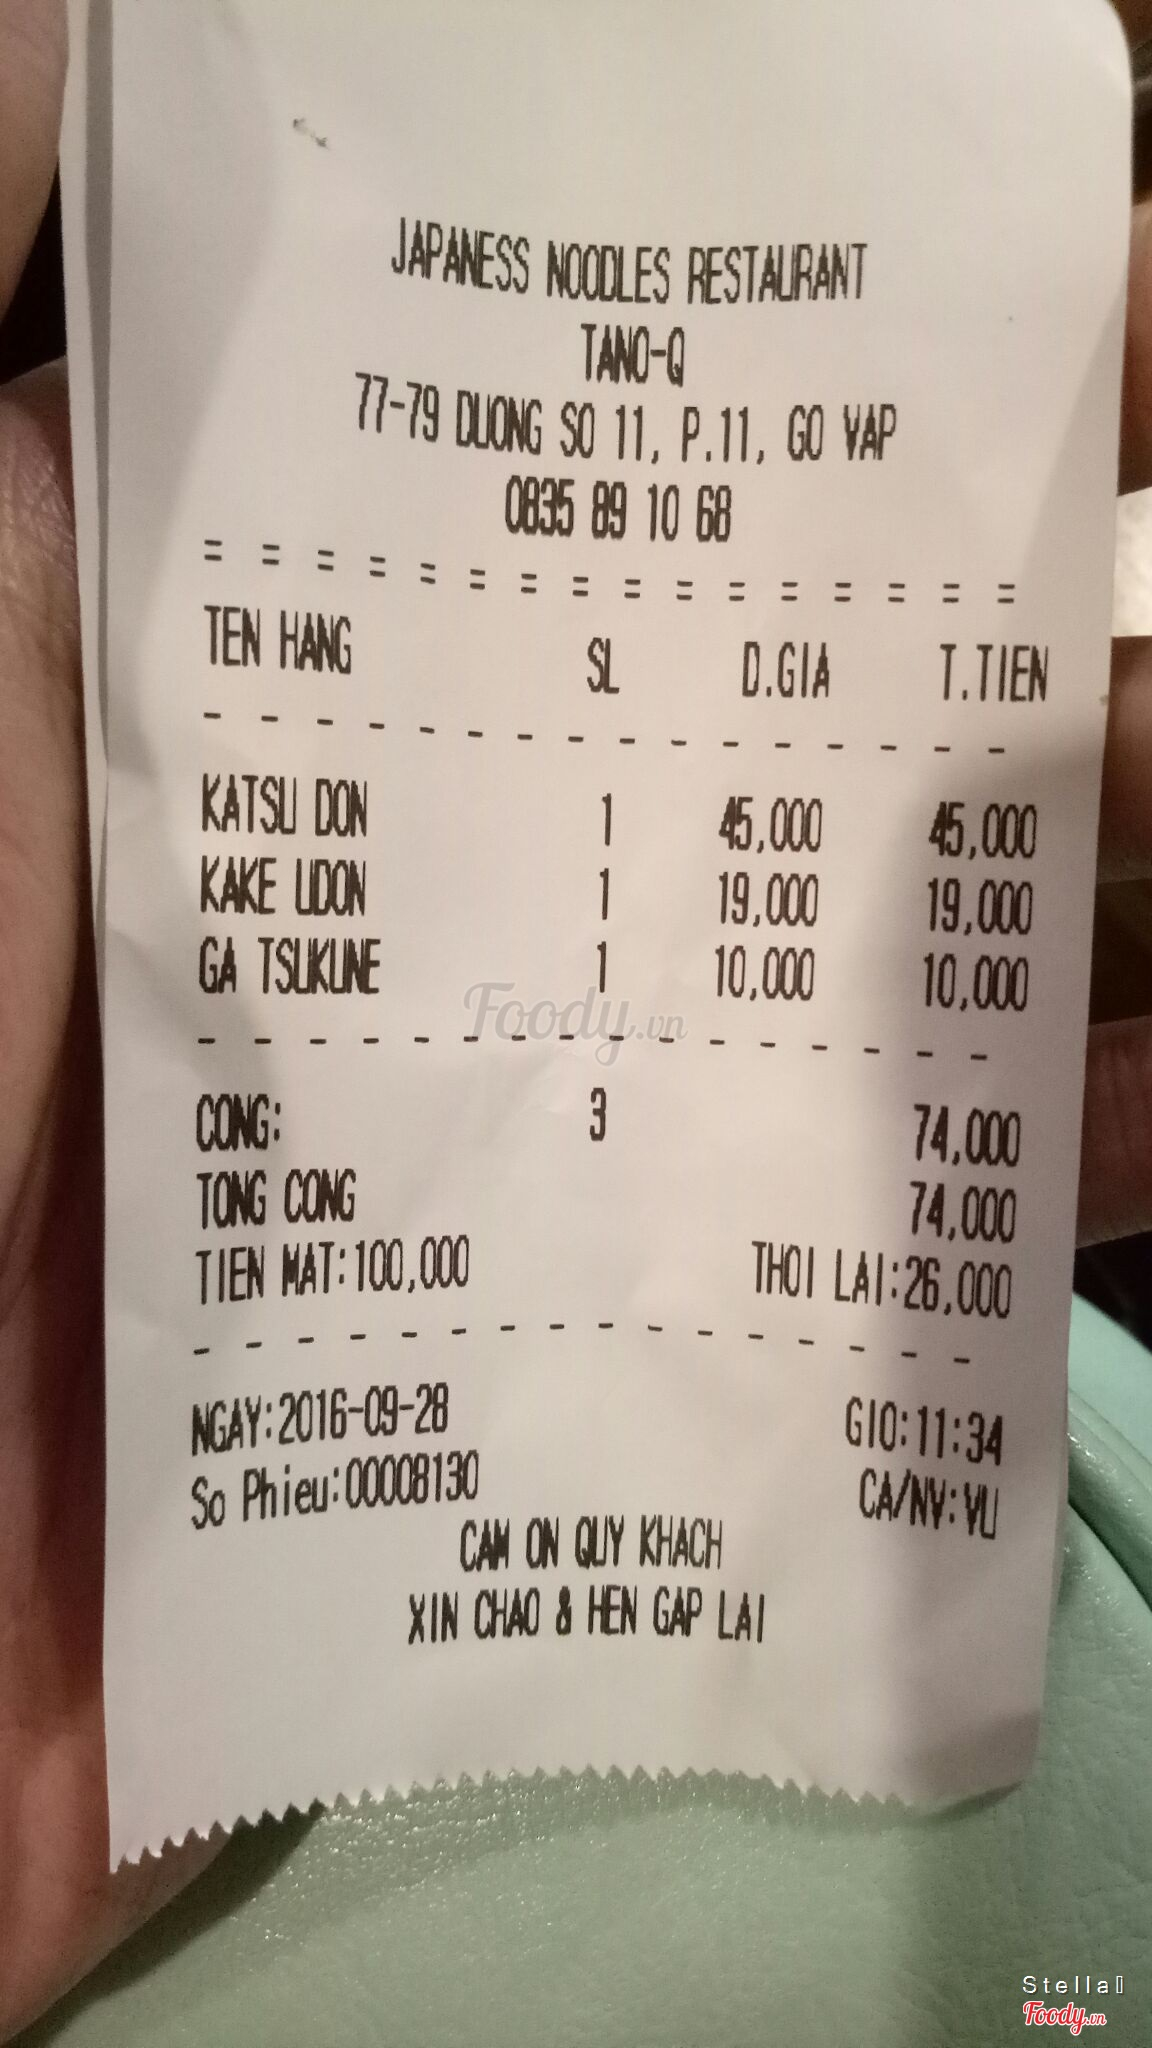 JAPANESS NOODLES RESTAURANT
TANO-Q
77-79 DUONG SO 11, P.11, GO VAP
0835 89 10 68
= = = = = = = = = = = = = = = =
TEN HANG SL D.GIA T.TIEN
- - - - - - - - - - - - - - - -
KATSU DON 1 45,000 45,000
KAKE UDON 1 19,000 19,000
GA TSUKUNE 1 10,000 10,000
Foody.vn
- - - - - - - - - - - - - - - -
CONG: 3 74,000
TONG CONG 74,000
TIEN MAT:100,000 THOI LAI:26,000
- - - - - - - - - - - - - - - -
NGAY:2016-09-28 GIO:11:34
So Phieu:00008130 CA/NV:VU
CAM ON QUY KHACH
XIN CHAO & HEN GAP LAI
Stella
Foody.vn